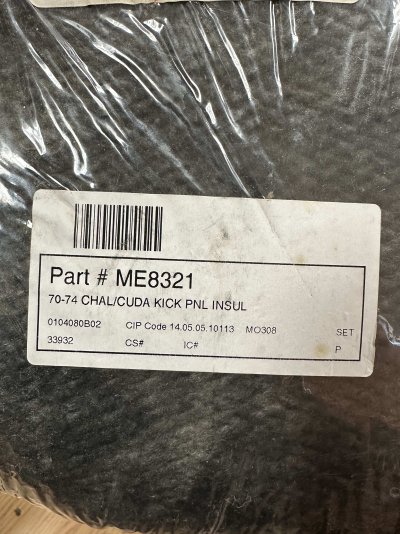 Part # ME8321
70-74 CHAL/CUDA KICK PNL INSUL
0104080B02 CIP Code 14.05.05.10113 MO308 SET
33932 CS# IC# P